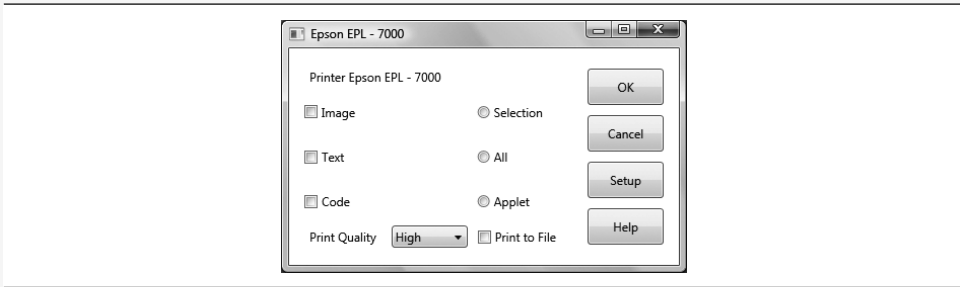 Epson EPL - 7000
Printer Epson EPL - 7000
OK
Image
Selection
Cancel
Text
All
Setup
Code
Applet
Help
Print Quality High Print to File